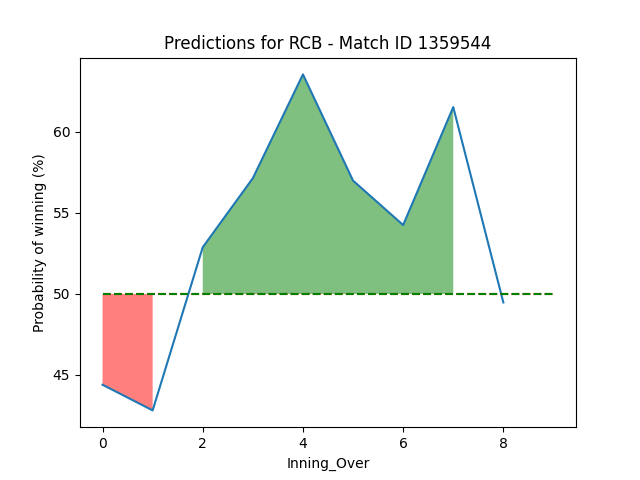 Predictions for RCB - Match ID 1359544
Probability of winning (%)
60
55
50
45
0 2 4 6 8
Inning_Over